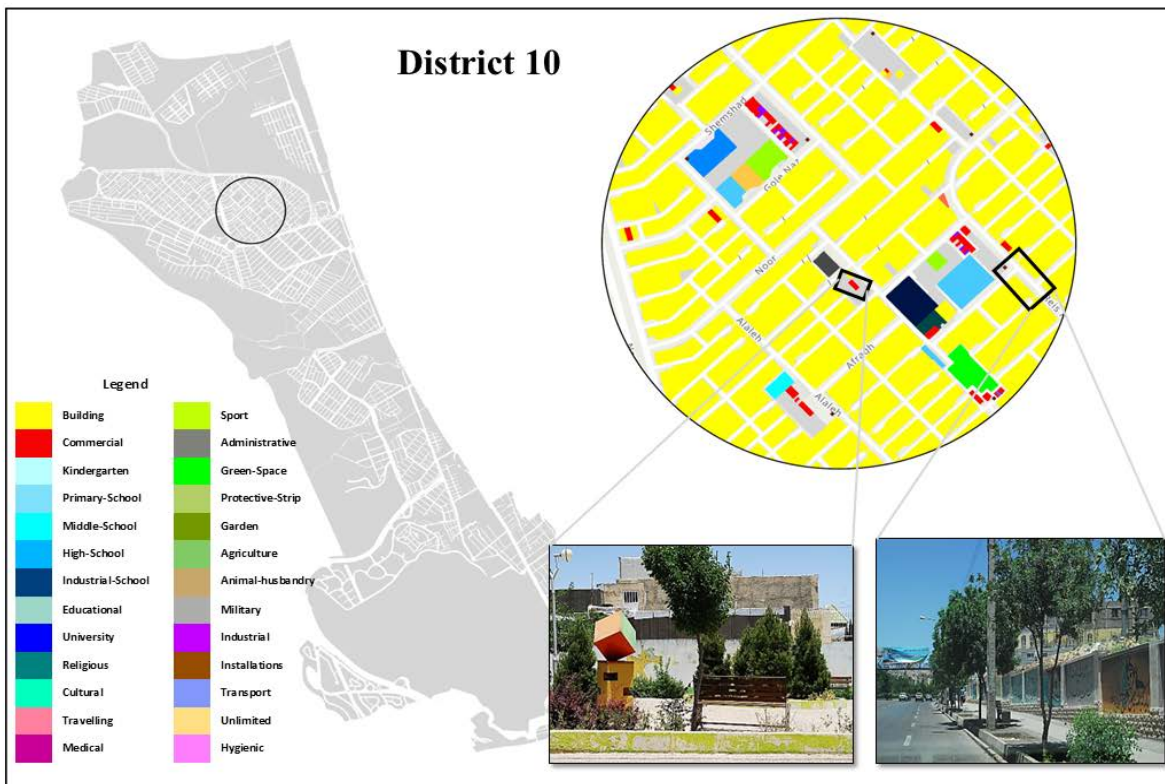 District 10
Shemshad
Gole Naz
Noor
Alaleh
Afraoh
Alaleh
Legend
Building
Commercial
Kindergarten
Primary-School
Middle-School
High-School
Industrial-School
Educational
University
Religious
Cultural
Travelling
Medical
Sport
Administrative
Green-Space
Protective-Strip
Garden
Agriculture
Animal-husbandry
Military
Industrial
Installations
Transport
Unlimited
Hygienic